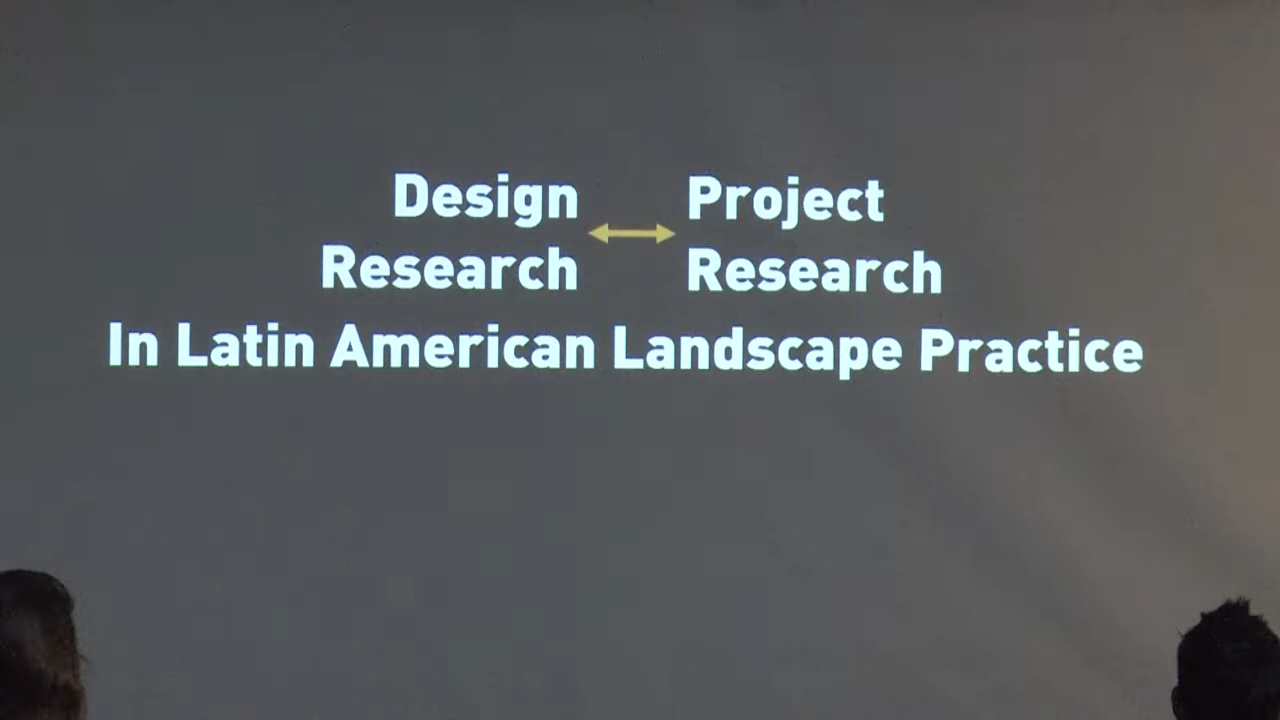 Design Project
Research Research
In Latin American Landscape Practice